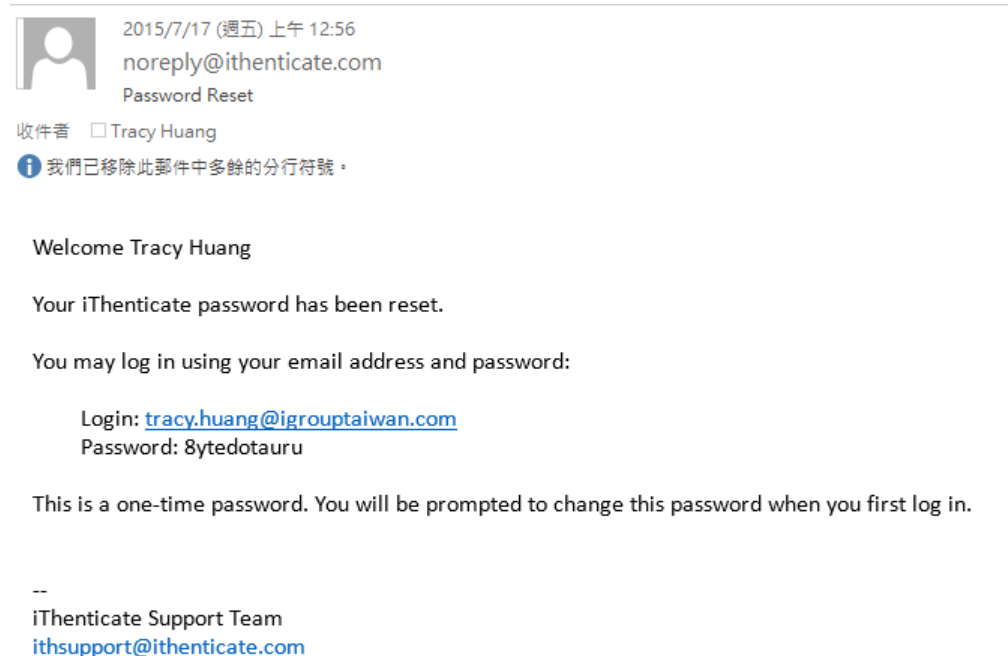 2015/7/17 (週五) 上午 12:56
noreply@ithenticate.com
Password Reset
收件者 Tracy Huang
我們已移除此郵件中多餘的分行符號。
Welcome Tracy Huang
Your iThenticate password has been reset.
You may log in using your email address and password:
Login: tracy.huang@igrouptaiwan.com
Password: 8ytedotauru
This is a one-time password. You will be prompted to change this password when you first log in.
--
iThenticate Support Team
ithsupport@ithenticate.com